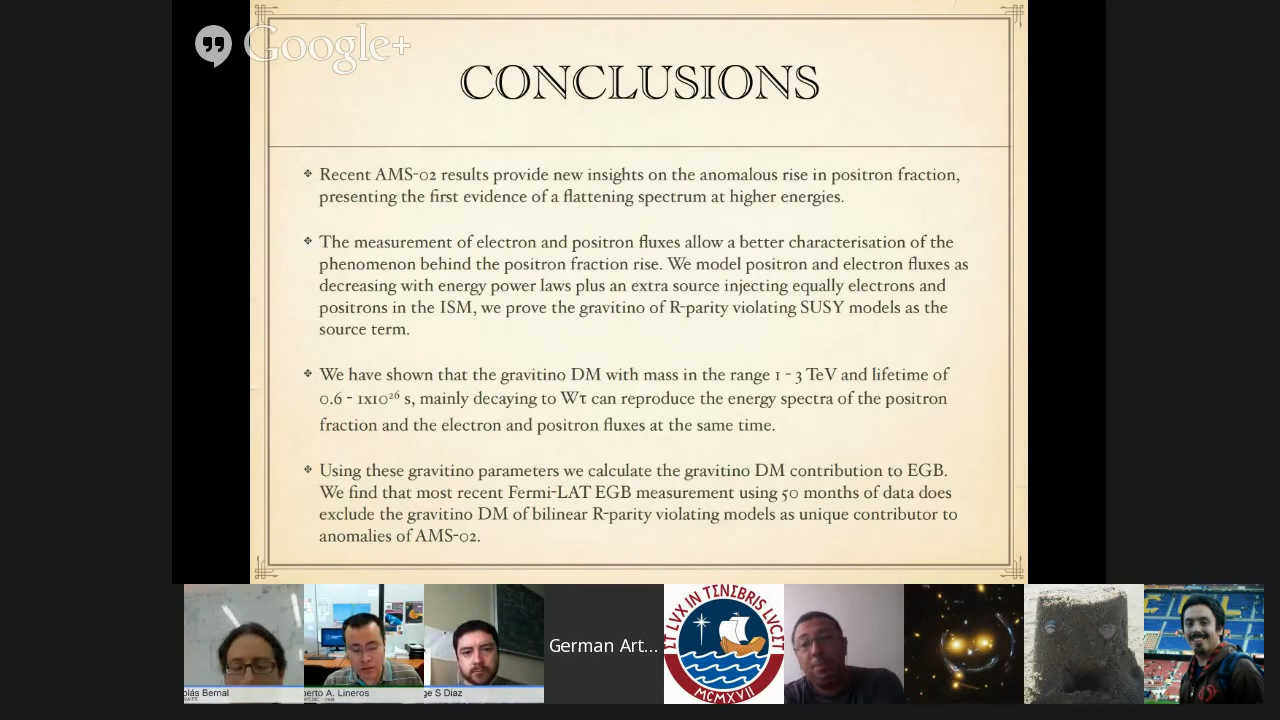 Google+
CONCLUSIONS
Recent AMS-02 results provide new insights on the anomalous rise in positron fraction,
presenting the first evidence of a flattening spectrum at higher energies.
The measurement of electron and positron fluxes allow a better characterisation of the
phenomenon behind the positron fraction rise. We model positron and electron fluxes as
decreasing with energy power laws plus an extra source injecting equally electrons and
positrons in the ISM, we prove the gravitino of R-parity violating SUSY models as the
source term.
We have shown that the gravitino DM with mass in the range 1 - 3 TeV and lifetime of
0.6 - 1x10²⁶ s, mainly decaying to Wτ can reproduce the energy spectra of the positron
fraction and the electron and positron fluxes at the same time.
Using these gravitino parameters we calculate the gravitino DM contribution to EGB.
We find that most recent Fermi-LAT EGB measurement using 50 months of data does
exclude the gravitino DM of bilinear R-parity violating models as unique contributor to
anomalies of AMS-02.
olás Bernal
berto A. Lineros
ge S Diaz
German Art...
ET LVX IN TENEBRIS LVCET
MCMXVII